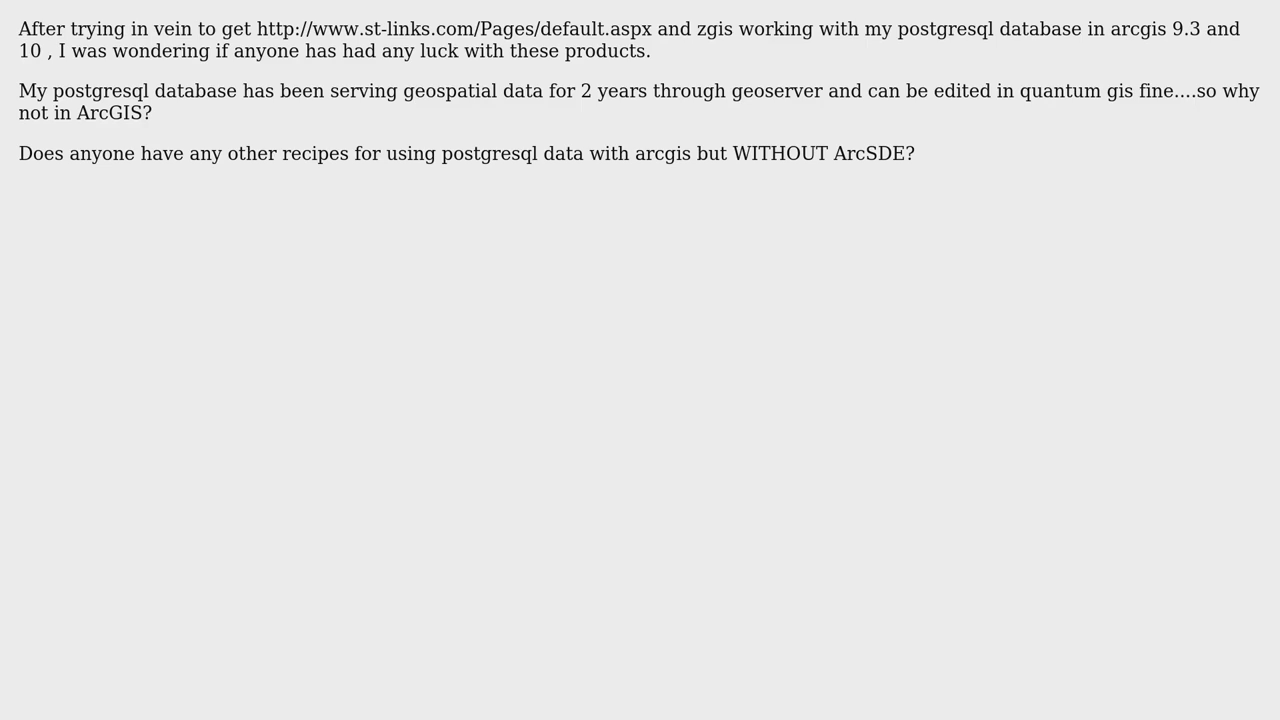 After trying in vein to get http://www.st-links.com/Pages/default.aspx and zgis working with my postgresql database in arcgis 9.3 and
10 , I was wondering if anyone has had any luck with these products.
My postgresql database has been serving geospatial data for 2 years through geoserver and can be edited in quantum gis fine....so why
not in ArcGIS?
Does anyone have any other recipes for using postgresql data with arcgis but WITHOUT ArcSDE?